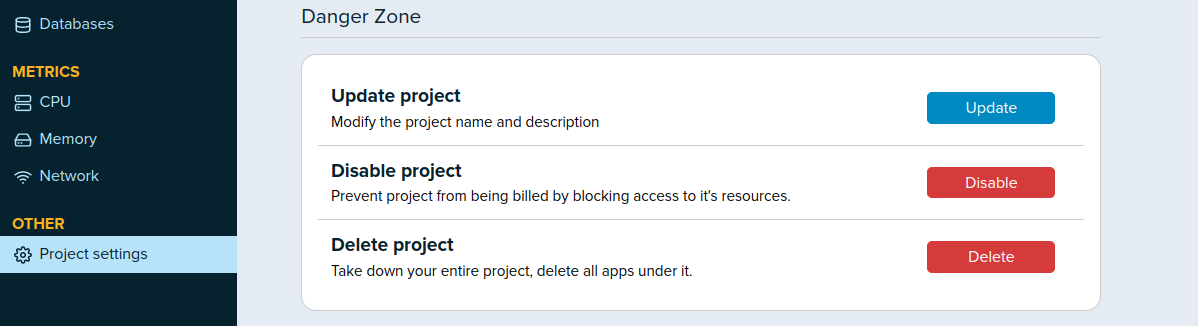 Databases
METRICS
CPU
Memory
Network
OTHER
Project settings
Danger Zone
Update project
Modify the project name and description
Update
Disable project
Prevent project from being billed by blocking access to it's resources.
Disable
Delete project
Take down your entire project, delete all apps under it.
Delete